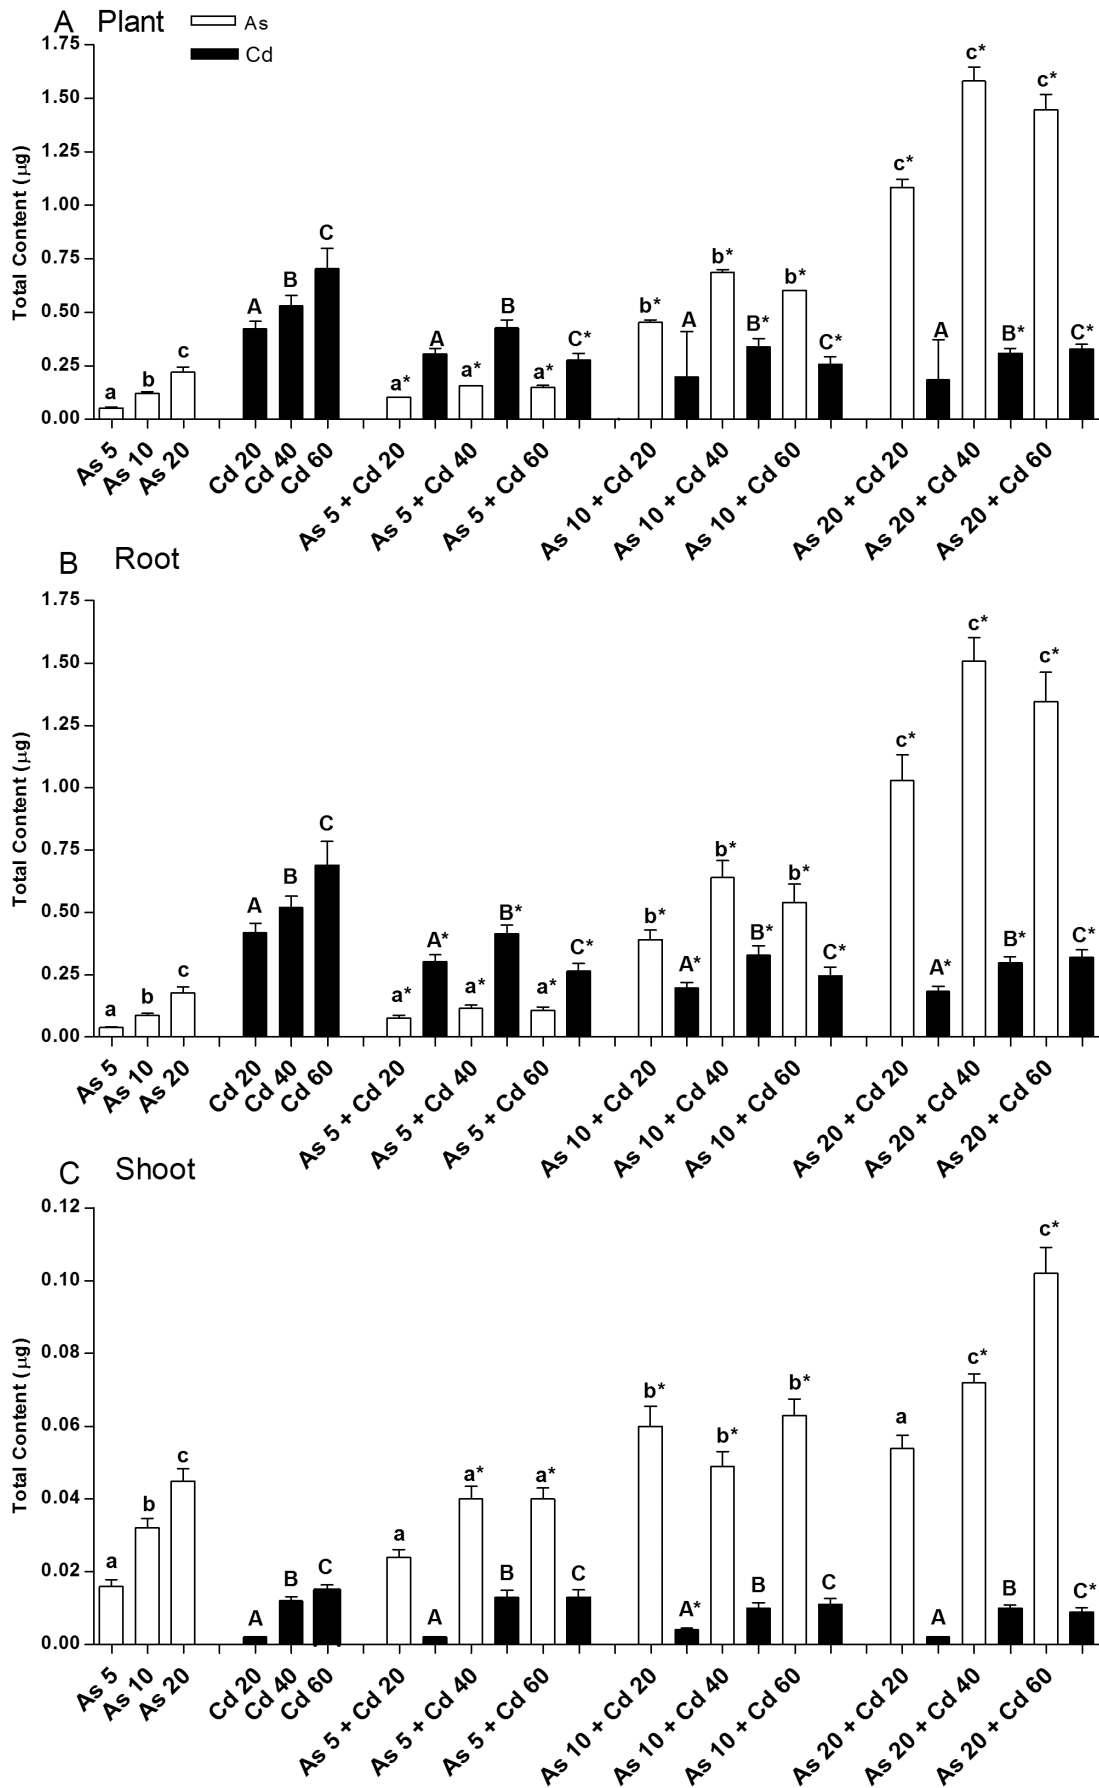 A Plant
As
Cd
Total Content (μg)
1.75
1.50
1.25
1.00
0.75
0.50
0.25
0.00
a b c A B C a* A a* B a* C* b* A b* B* b* C* c* A c* B* c* C*
As 5
As 10
As 20
Cd 20
Cd 40
Cd 60
As 5 + Cd 20
As 5 + Cd 40
As 5 + Cd 60
As 10 + Cd 20
As 10 + Cd 40
As 10 + Cd 60
As 20 + Cd 20
As 20 + Cd 40
As 20 + Cd 60
B Root
Total Content (μg)
1.75
1.50
1.25
1.00
0.75
0.50
0.25
0.00
a b c A B C a* A* a* B* a* C* b* A* b* B* b* C* c* A* c* B* c* C*
As 5
As 10
As 20
Cd 20
Cd 40
Cd 60
As 5 + Cd 20
As 5 + Cd 40
As 5 + Cd 60
As 10 + Cd 20
As 10 + Cd 40
As 10 + Cd 60
As 20 + Cd 20
As 20 + Cd 40
As 20 + Cd 60
C Shoot
Total Content (μg)
0.12
0.10
0.08
0.06
0.04
0.02
0.00
a b c A B C a A a* B a* C b* A* b* B b* C a A c* B c* C*
As 5
As 10
As 20
Cd 20
Cd 40
Cd 60
As 5 + Cd 20
As 5 + Cd 40
As 5 + Cd 60
As 10 + Cd 20
As 10 + Cd 40
As 10 + Cd 60
As 20 + Cd 20
As 20 + Cd 40
As 20 + Cd 60